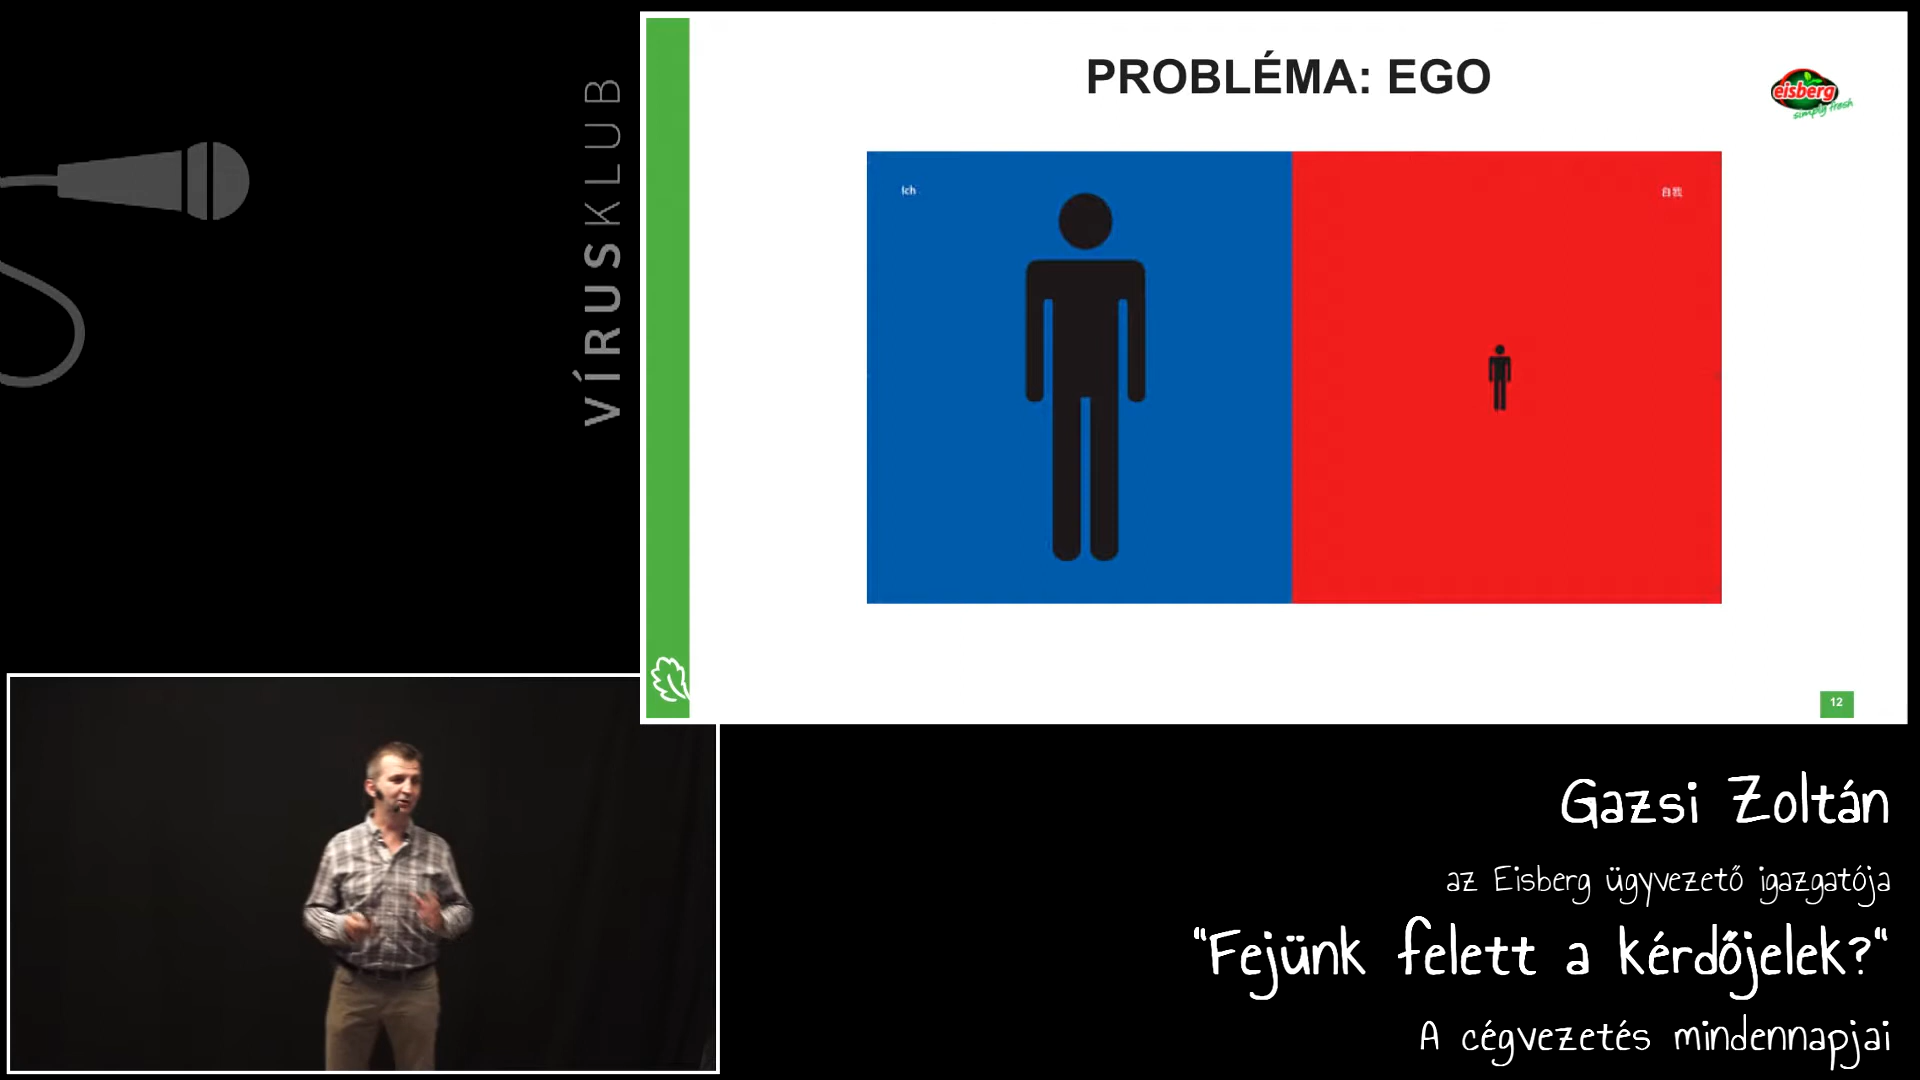 VÍRUSKLUB
PROBLÉMA: EGO
eisberg
simply fresh
Ich
自我
12
Gazsi Zoltán
az Eisberg ügyvezető igazgatója
"Fejünk felett a kérdőjelek?"
A cégvezetés mindennapjai